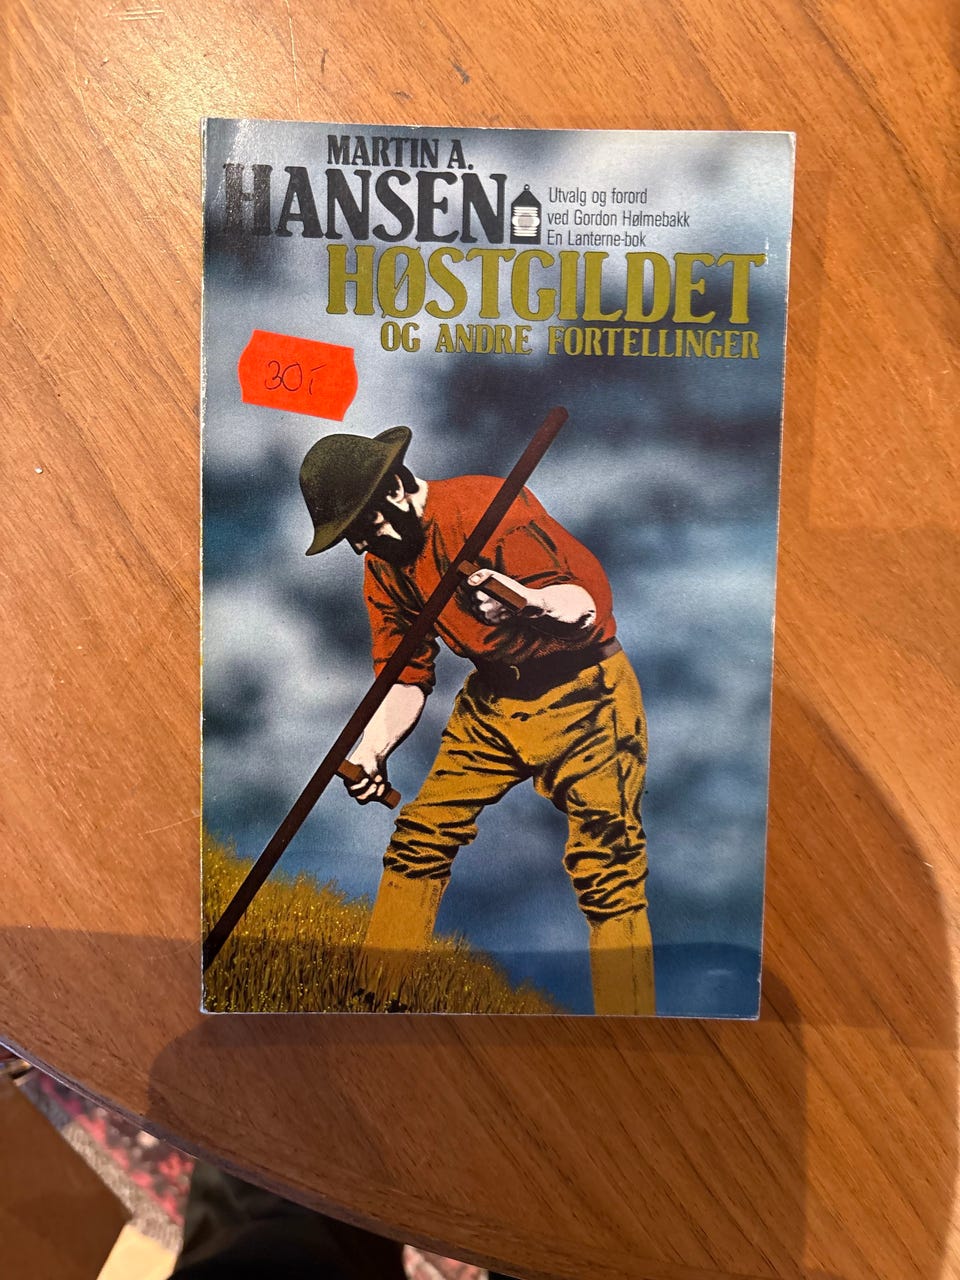 MARTIN A.
HANSEN
Utvalg og forord
ved Gordon Hølmebakk
En Lanterne-bok
HØSTGILDET
OG ANDRE FORTELLINGER
30,-